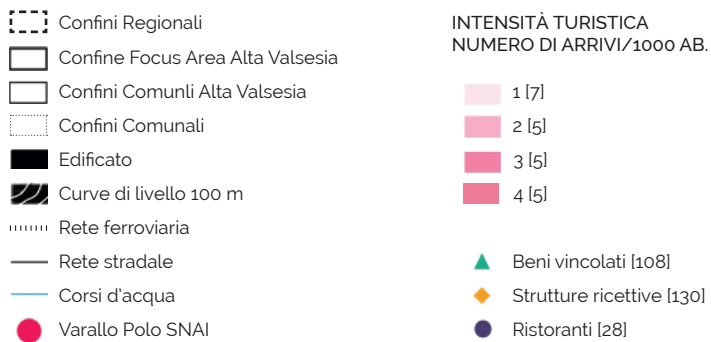 Confini Regionali
Confine Focus Area Alta Valsesia
Confini Comunli Alta Valsesia
Confini Comunali
Edificato
Curve di livello 100 m
Rete ferroviaria
Rete stradale
Corsi d'acqua
Varallo Polo SNAI
INTENSITÀ TURISTICA
NUMERO DI ARRIVI/1000 AB.
1 [7]
2 [5]
3 [5]
4 [5]
Beni vincolati [108]
Strutture ricettive [130]
Ristoranti [28]